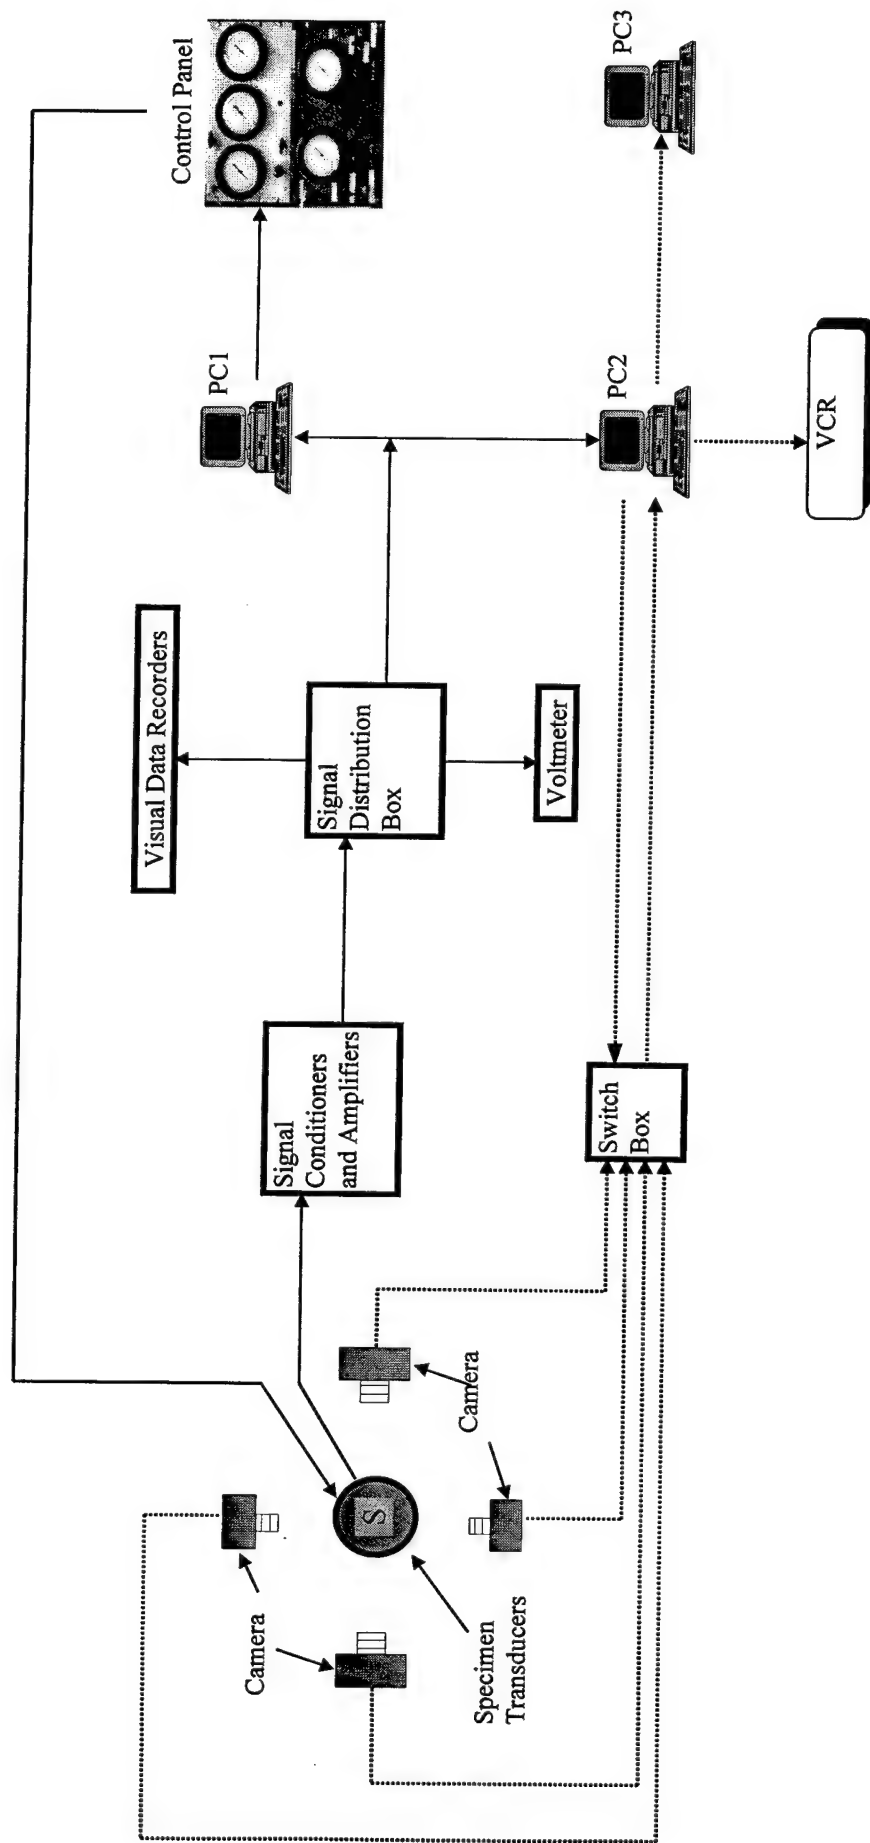 Control Panel
PC1
PC3
Visual Data Recorders
Signal
Distribution
Box
PC2
Voltmeter
VCR
Signal
Conditioners
and Amplifiers
Switch
Box
Camera
Camera
S
Specimen
Transducers